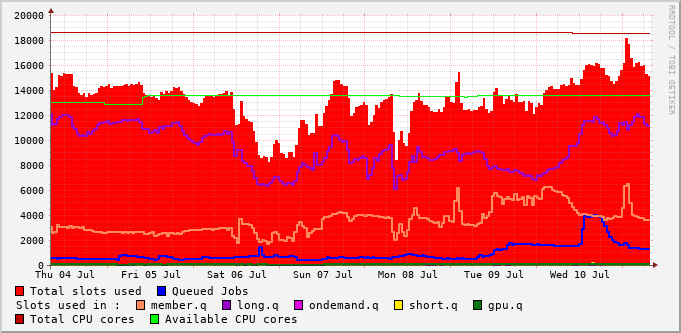 20000
18000
16000
14000
12000
10000
8000
6000
4000
2000
0
Thu 04 Jul Fri 05 Jul Sat 06 Jul Sun 07 Jul Mon 08 Jul Tue 09 Jul Wed 10 Jul
Total slots used Queued Jobs
Slots used in : member.q long.q ondemand.q short.q gpu.q
Total CPU cores Available CPU cores
RRDTOOL / TOBI OETIKER